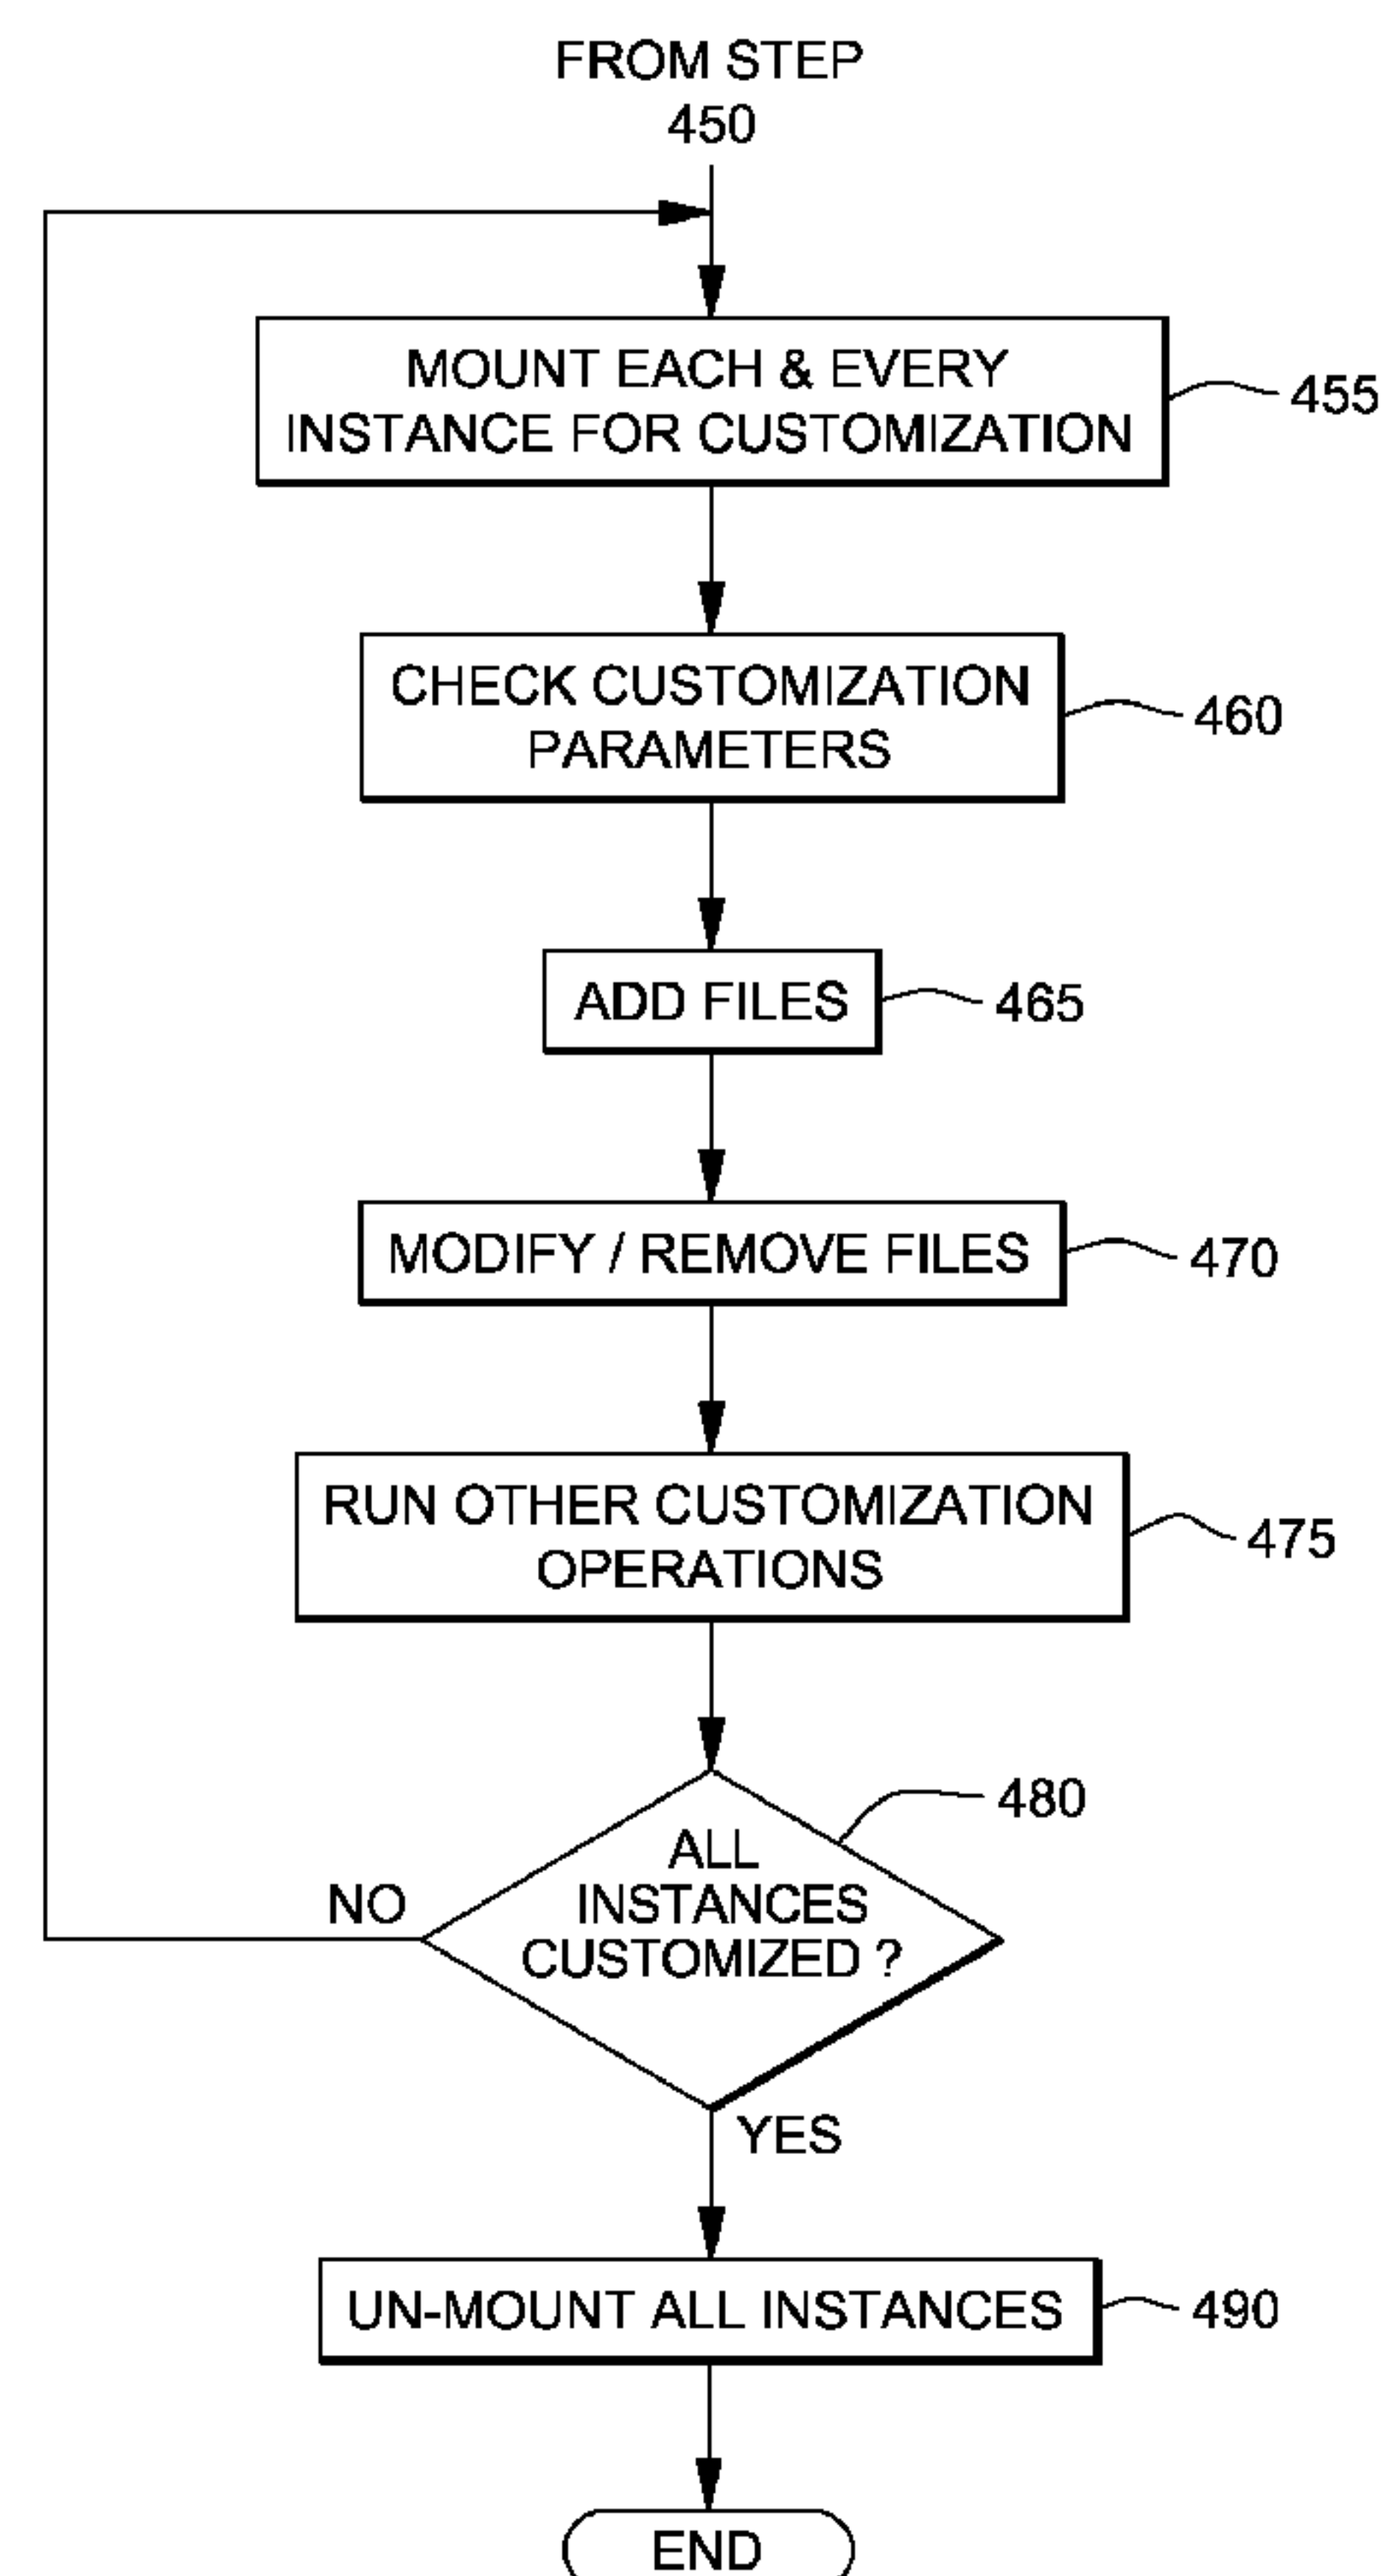 FROM STEP
450
MOUNT EACH & EVERY
INSTANCE FOR CUSTOMIZATION
455
CHECK CUSTOMIZATION
PARAMETERS
460
ADD FILES
465
MODIFY / REMOVE FILES
470
RUN OTHER CUSTOMIZATION
OPERATIONS
475
480
ALL
INSTANCES
CUSTOMIZED ?
NO
YES
UN-MOUNT ALL INSTANCES
490
END